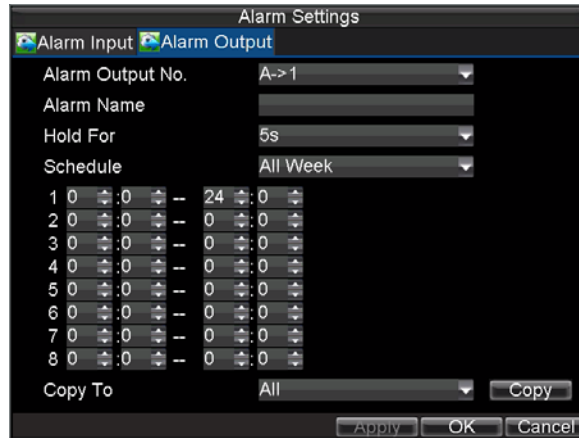 Alarm Settings
Alarm Input Alarm Output
Alarm Output No. A->1
Alarm Name
Hold For 5s
Schedule All Week
1 0 :0 -- 24 :0
2 0 :0 -- 0 :0
3 0 :0 -- 0 :0
4 0 :0 -- 0 :0
5 0 :0 -- 0 :0
6 0 :0 -- 0 :0
7 0 :0 -- 0 :0
8 0 :0 -- 0 :0
Copy To All Copy
Apply OK Cancel